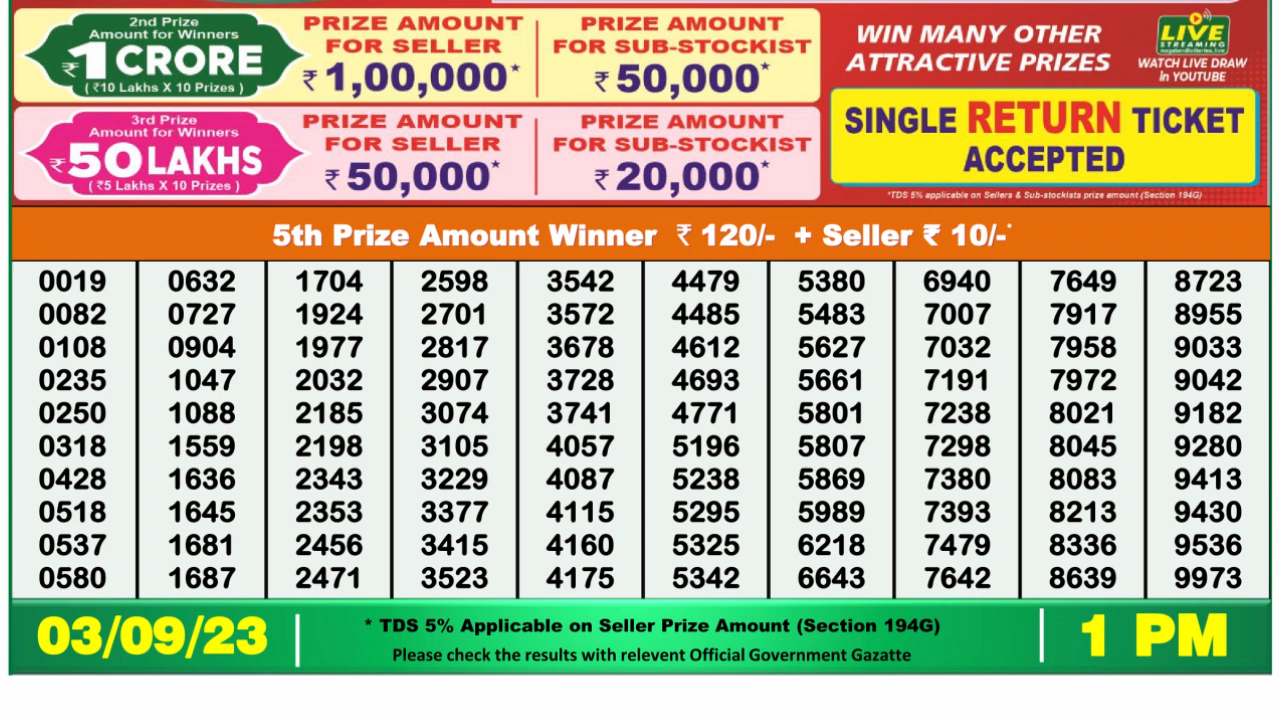 2nd Prize
Amount for Winners
₹1 CRORE
( ₹10 Lakhs X 10 Prizes )
PRIZE AMOUNT
FOR SELLER
₹ 1,00,000*
PRIZE AMOUNT
FOR SUB-STOCKIST
₹ 50,000*
3rd Prize
Amount for Winners
₹50 LAKHS
( ₹5 Lakhs X 10 Prizes )
PRIZE AMOUNT
FOR SELLER
₹ 50,000*
PRIZE AMOUNT
FOR SUB-STOCKIST
₹ 20,000*
WIN MANY OTHER
ATTRACTIVE PRIZES
LIVE
STREAMING
WATCH LIVE DRAW
in YOUTUBE
SINGLE RETURN TICKET
ACCEPTED
*TDS 5% applicable on Sellers & Sub-stockists prize amount (Section 194G)
5th Prize Amount Winner ₹ 120/- + Seller ₹ 10/-*
0019 0632 1704 2598 3542 4479 5380 6940 7649 8723
0082 0727 1924 2701 3572 4485 5483 7007 7917 8955
0108 0904 1977 2817 3678 4612 5627 7032 7958 9033
0235 1047 2032 2907 3728 4693 5661 7191 7972 9042
0250 1088 2185 3074 3741 4771 5801 7238 8021 9182
0318 1559 2198 3105 4057 5196 5807 7298 8045 9280
0428 1636 2343 3229 4087 5238 5869 7380 8083 9413
0518 1645 2353 3377 4115 5295 5989 7393 8213 9430
0537 1681 2456 3415 4160 5325 6218 7479 8336 9536
0580 1687 2471 3523 4175 5342 6643 7642 8639 9973
03/09/23
* TDS 5% Applicable on Seller Prize Amount (Section 194G)
Please check the results with relevent Official Government Gazatte
1 PM